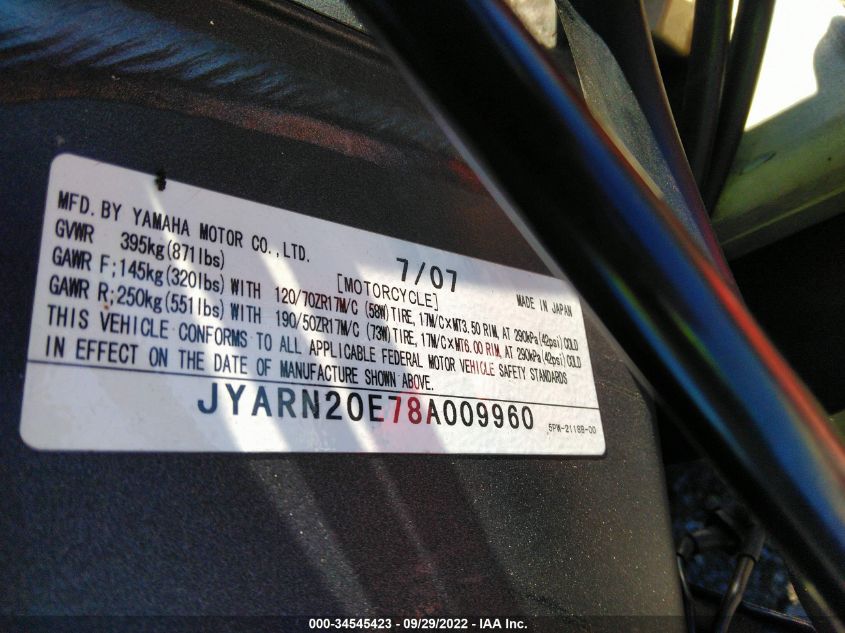 MFD. BY YAMAHA MOTOR CO., LTD. 7/07
GVWR 395kg(871lbs) [MOTORCYCLE] MADE IN JAPAN
GAWR F;145kg(320lbs)WITH 120/70ZR17M/C (58W)TIRE, 17M/C×MT3.50 RIM, AT 290kPa(42psi)COLD
GAWR R;250kg(551lbs)WITH 190/50ZR17M/C (73W)TIRE, 17M/C×MT6.00 RIM, AT 290kPa(42psi)COLD
THIS VEHICLE CONFORMS TO ALL APPLICABLE FEDERAL MOTOR VEHICLE SAFETY STANDARDS
IN EFFECT ON THE DATE OF MANUFACTURE SHOWN ABOVE.
JYARN20E78A009960 5PW-2118B-00
000-34545423 - 09/29/2022 - IAA Inc.